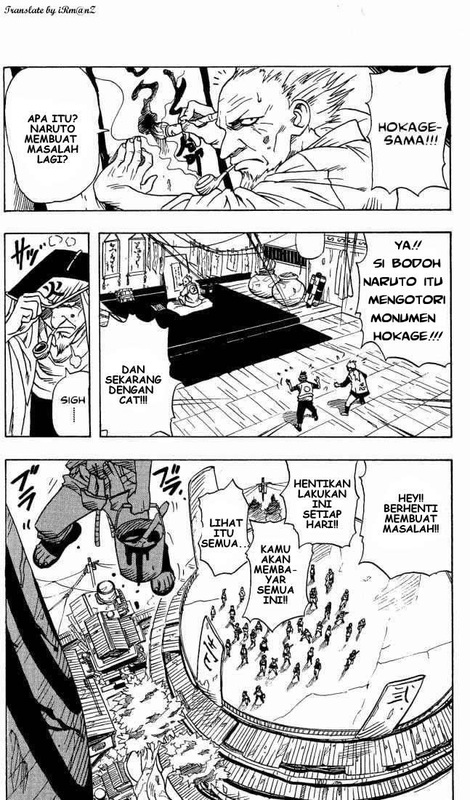 Translate by iRm@nZ
HOKAGE-
SAMA!!!
APA ITU?
NARUTO
MEMBUAT
MASALAH
LAGI?
YA!!
SI BODOH
NARUTO ITU
MENGOTORI
MONUMEN
HOKAGE!!!
DAN
SEKARANG
DENGAN
CAT!!!
SIGH
......
HEY!!
BERHENTI
MEMBUAT
MASALAH!!
HENTIKAN
LAKUKAN
INI
SETIAP
HARI!!
KAMU
AKAN
MEMBA-
YAR
SEMUA
INI!!
LIHAT
ITU
SEMUA...